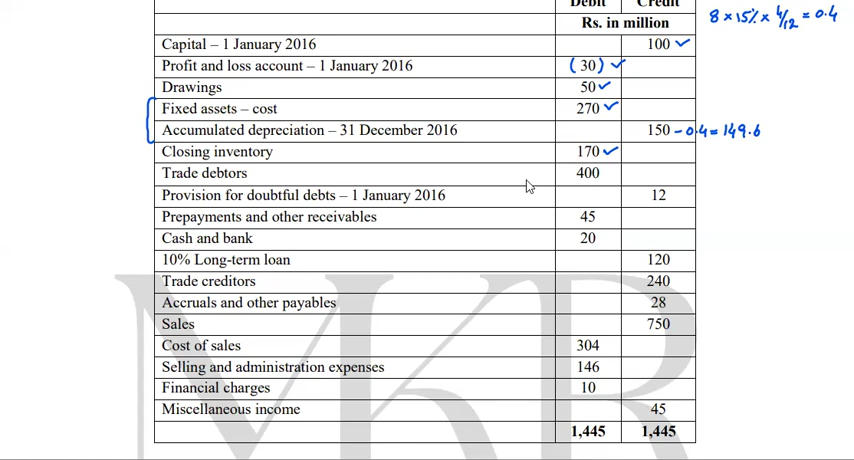 Debit Credit
8 × 15% × 4/12 = 0.4
Rs. in million
Capital – 1 January 2016 100
Profit and loss account – 1 January 2016 (30)
Drawings 50
Fixed assets – cost 270
Accumulated depreciation – 31 December 2016 150 – 0.4 = 149.6
Closing inventory 170
Trade debtors 400
Provision for doubtful debts – 1 January 2016 12
Prepayments and other receivables 45
Cash and bank 20
10% Long-term loan 120
Trade creditors 240
Accruals and other payables 28
Sales 750
Cost of sales 304
Selling and administration expenses 146
Financial charges 10
Miscellaneous income 45
1,445 1,445
MKR